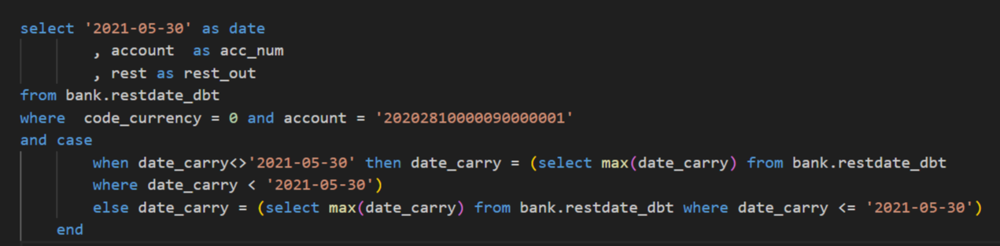 select '2021-05-30' as date
, account  as acc_num
, rest as rest_out
from bank.restdate_dbt
where  code_currency = 0 and account = '20202810000090000001'
and case
when date_carry<>'2021-05-30' then date_carry = (select max(date_carry) from bank.restdate_dbt
where date_carry < '2021-05-30')
else date_carry = (select max(date_carry) from bank.restdate_dbt where date_carry <= '2021-05-30')
end